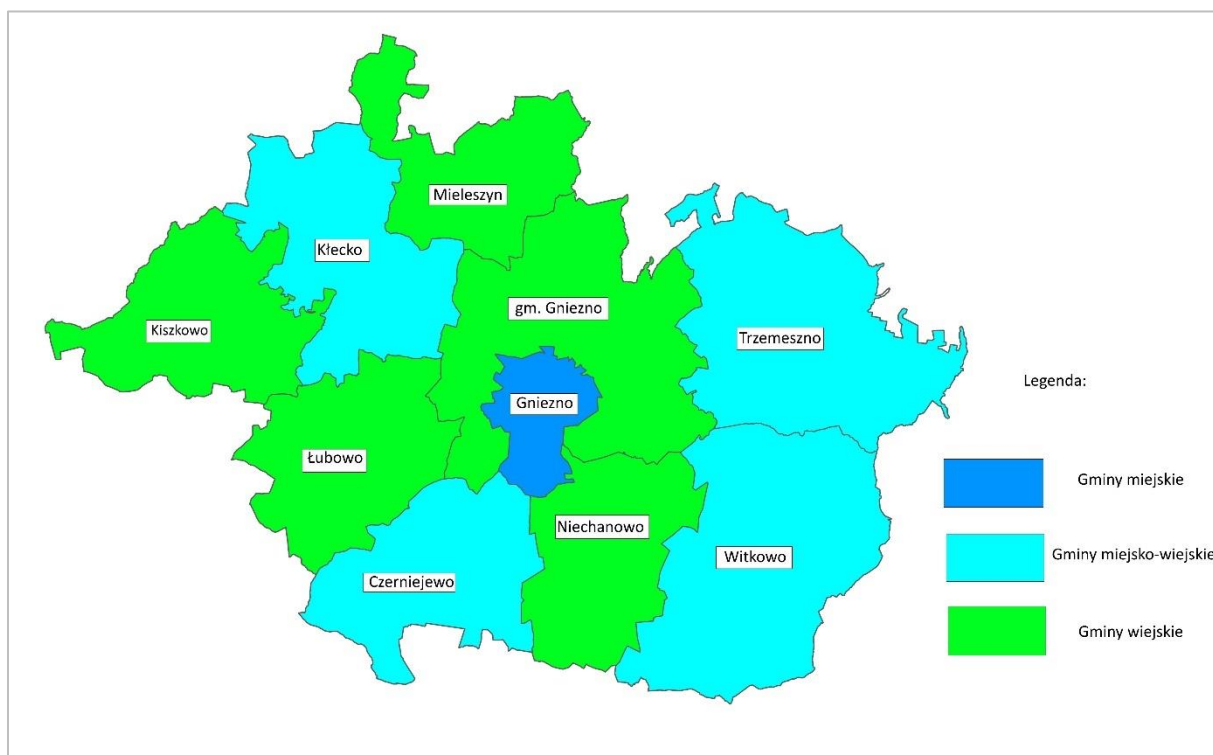 Mieleszyn
Kłecko
gm. Gniezno
Kiszkowo
Trzemeszno
Gniezno
Łubowo
Niechanowo
Witkowo
Czerniejewo
Legenda:
Gminy miejskie
Gminy miejsko-wiejskie
Gminy wiejskie